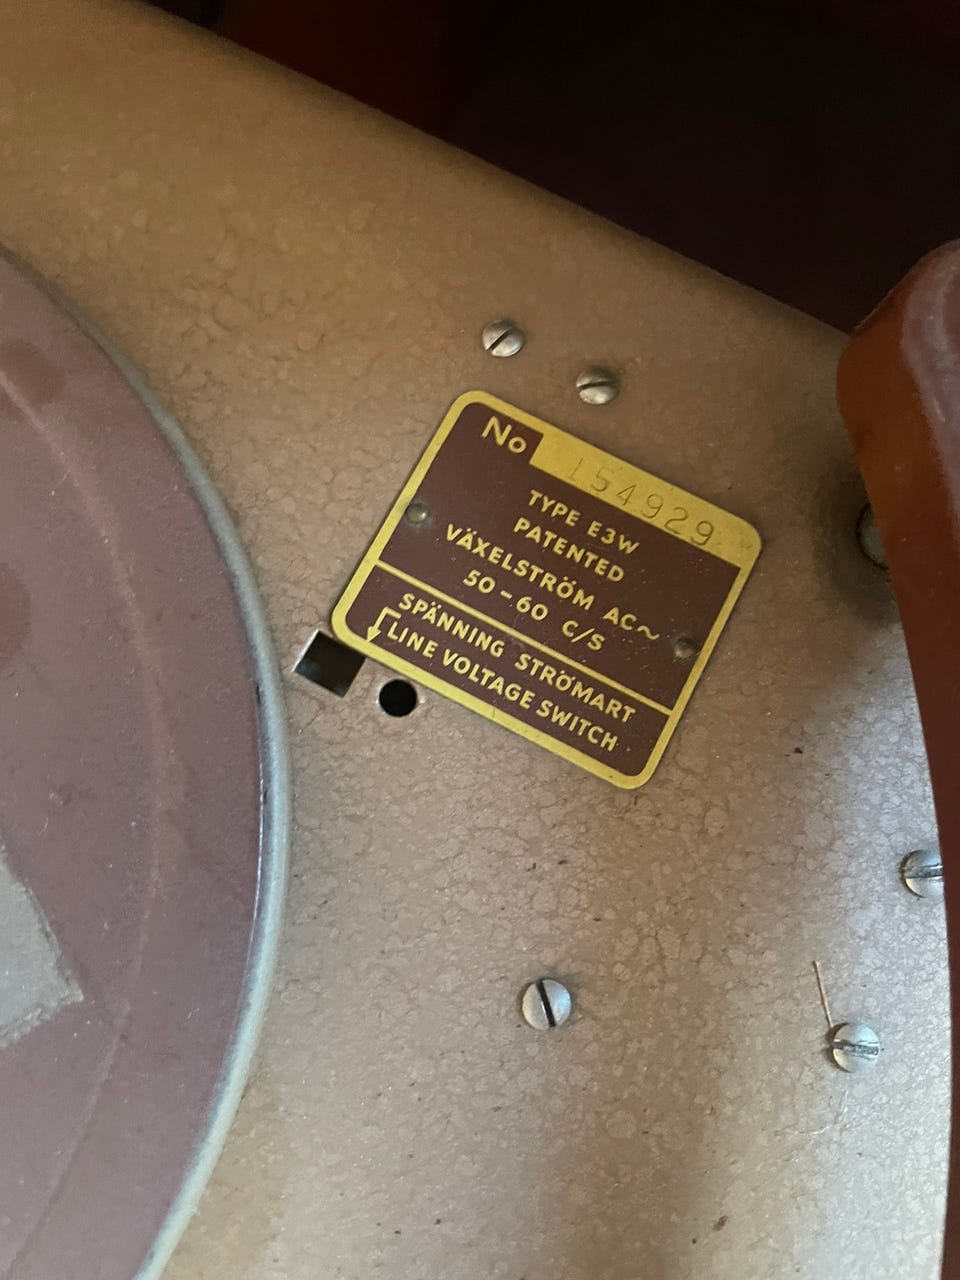 No 154929
TYPE E3W
PATENTED
VÄXELSTRÖM AC~
50-60 C/S
SPÄNNING STRÖMART
LINE VOLTAGE SWITCH